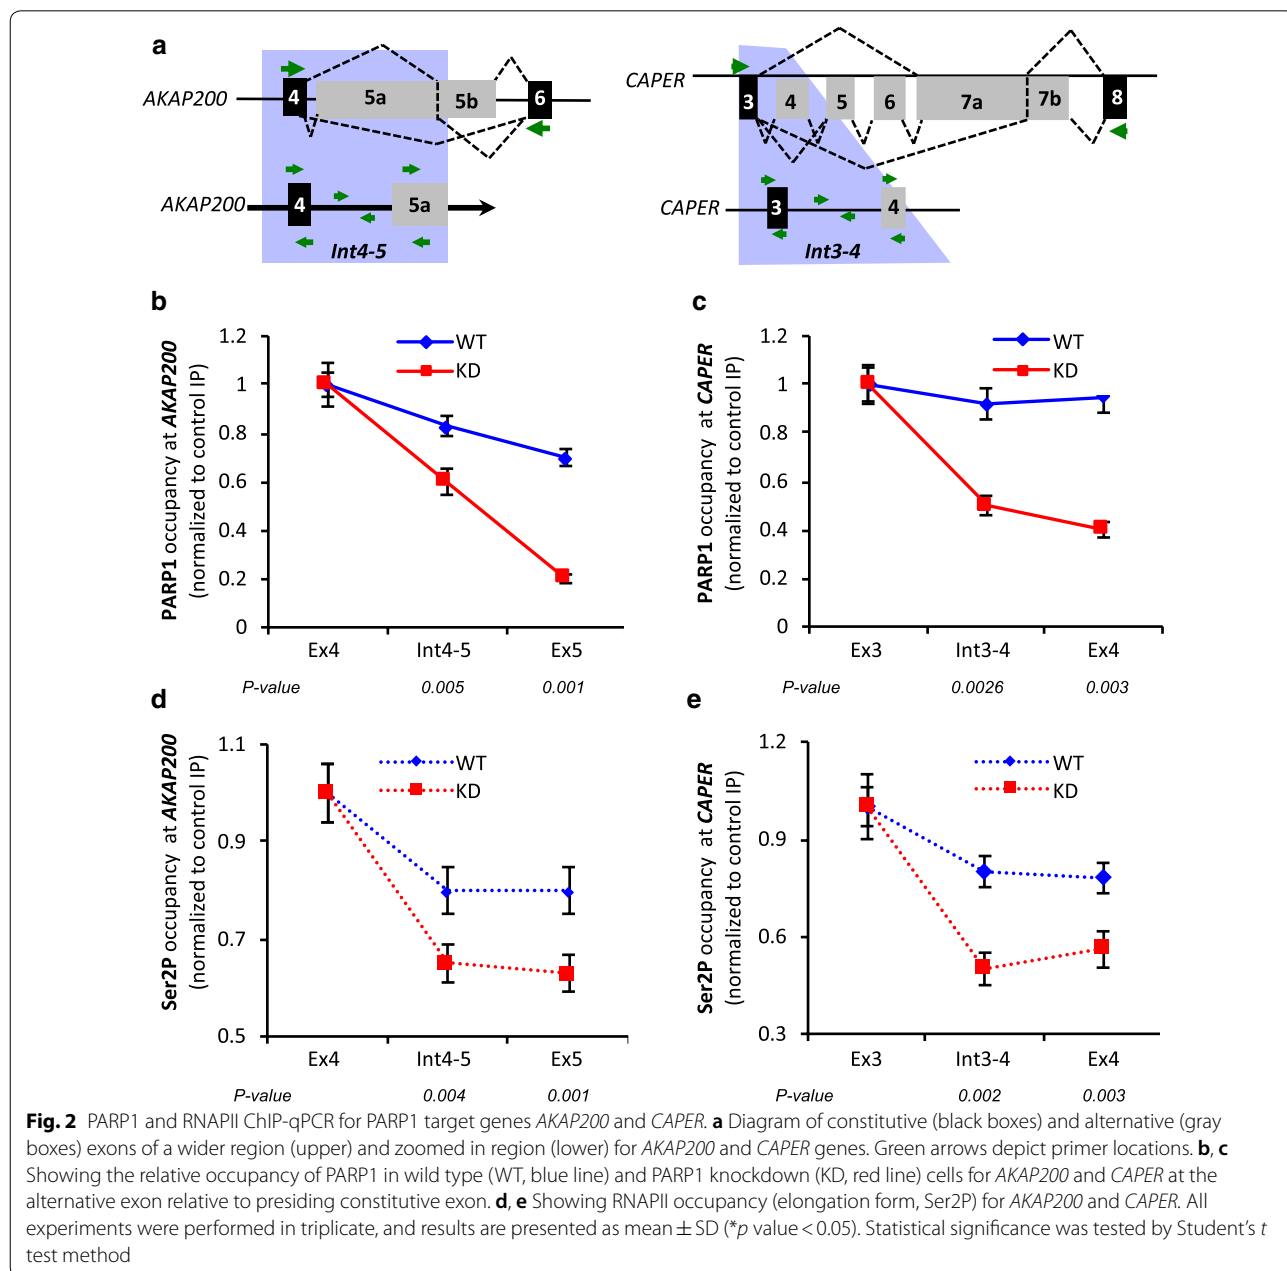 a
AKAP200
4
5a
5b
6
AKAP200
4
5a
Int4-5
CAPER
3
4
5
6
7a
7b
8
CAPER
3
4
Int3-4
b
PARP1 occupancy at AKAP200
(normalized to control IP)
1.2
1
0.8
0.6
0.4
0.2
0
WT
KD
Ex4 Int4-5 Ex5
P-value 0.005 0.001
c
PARP1 occupancy at CAPER
(normalized to control IP)
1.2
1
0.8
0.6
0.4
0.2
0
WT
KD
Ex3 Int3-4 Ex4
P-value 0.0026 0.003
d
Ser2P occupancy at AKAP200
(normalized to control IP)
1.1
0.9
0.7
0.5
WT
KD
Ex4 Int4-5 Ex5
P-value 0.004 0.001
e
Ser2P occupancy at CAPER
(normalized to control IP)
1.2
0.9
0.6
0.3
WT
KD
Ex3 Int3-4 Ex4
P-value 0.002 0.003
Fig. 2 PARP1 and RNAPII ChIP-qPCR for PARP1 target genes AKAP200 and CAPER. a Diagram of constitutive (black boxes) and alternative (gray
boxes) exons of a wider region (upper) and zoomed in region (lower) for AKAP200 and CAPER genes. Green arrows depict primer locations. b, c
Showing the relative occupancy of PARP1 in wild type (WT, blue line) and PARP1 knockdown (KD, red line) cells for AKAP200 and CAPER at the
alternative exon relative to presiding constitutive exon. d, e Showing RNAPII occupancy (elongation form, Ser2P) for AKAP200 and CAPER. All
experiments were performed in triplicate, and results are presented as mean ± SD (*p value < 0.05). Statistical significance was tested by Student's t
test method